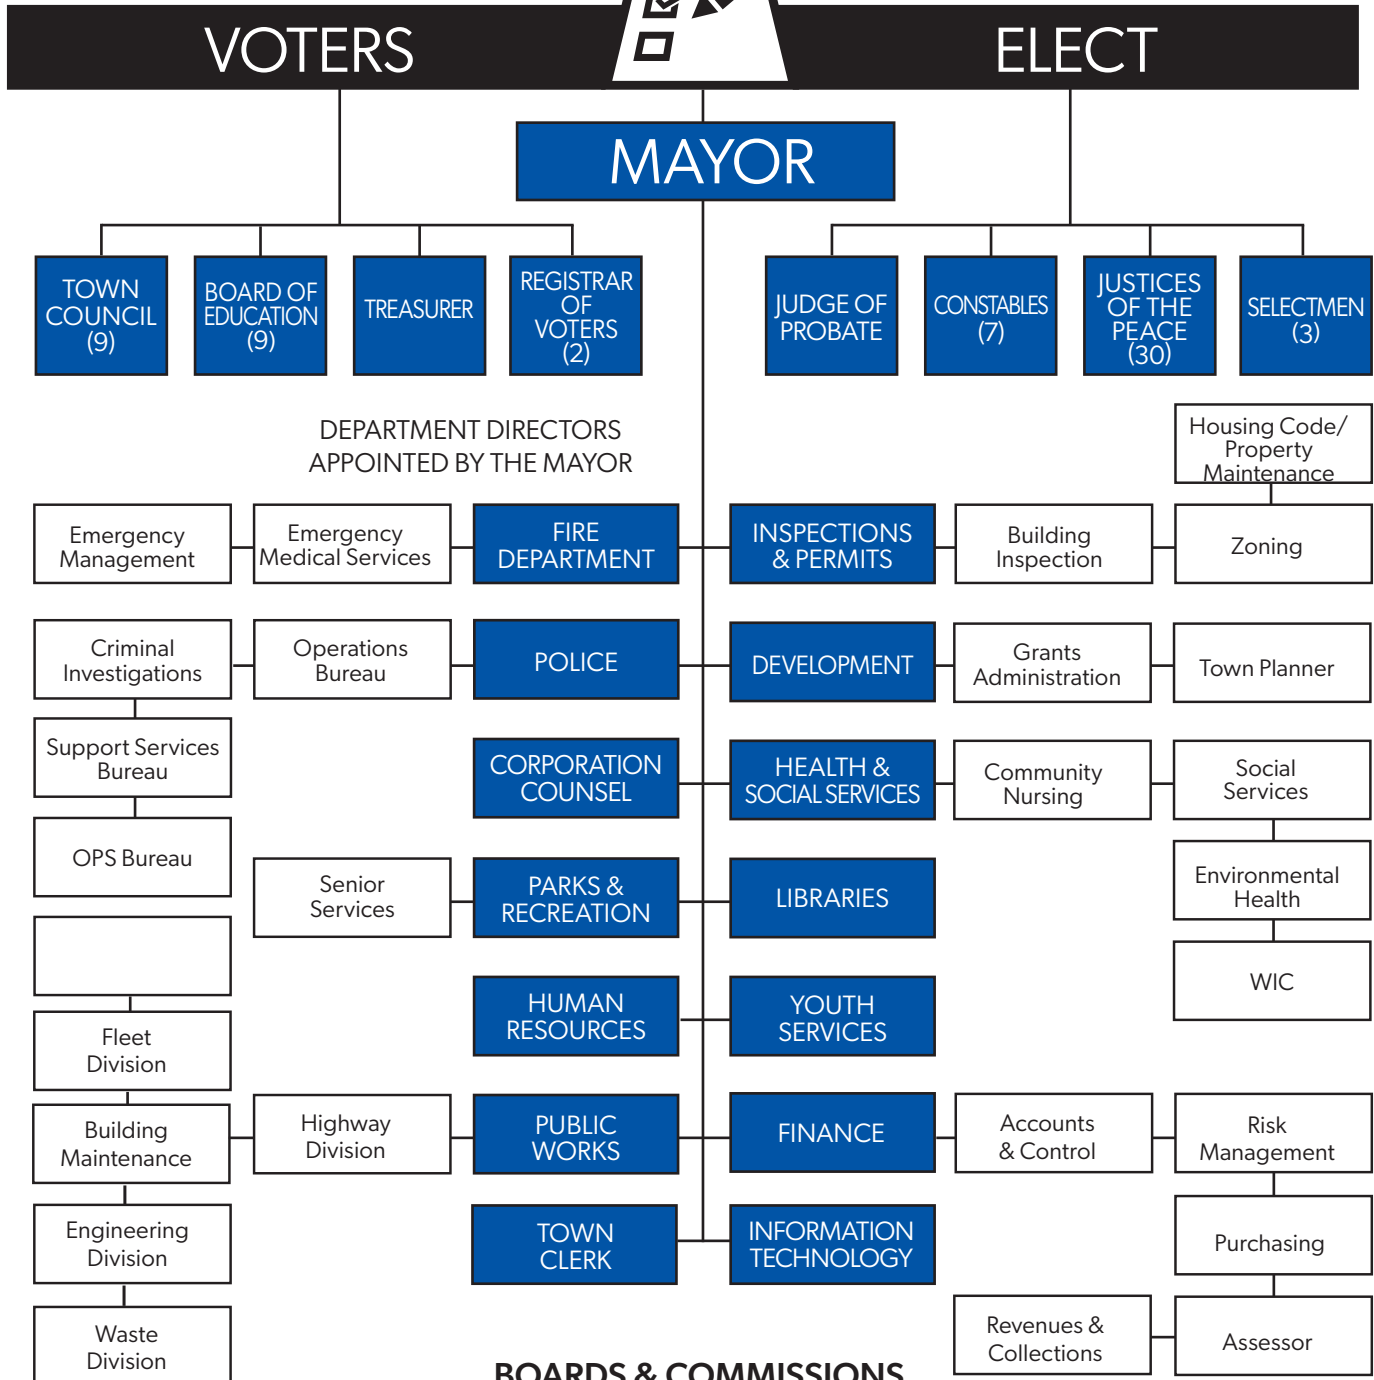 VOTERS
ELECT
MAYOR
TOWN
COUNCIL
(9)
BOARD OF
EDUCATION
(9)
TREASURER
REGISTRAR
OF
VOTERS
(2)
JUDGE OF
PROBATE
CONSTABLES
(7)
JUSTICES
OF THE
PEACE
(30)
SELECTMEN
(3)
DEPARTMENT DIRECTORS
APPOINTED BY THE MAYOR
Housing Code/
Property
Maintenance
Emergency
Management
Emergency
Medical Services
FIRE
DEPARTMENT
INSPECTIONS
& PERMITS
Building
Inspection
Zoning
Criminal
Investigations
Operations
Bureau
POLICE
DEVELOPMENT
Grants
Administration
Town Planner
Support Services
Bureau
CORPORATION
COUNSEL
HEALTH &
SOCIAL SERVICES
Community
Nursing
Social
Services
OPS Bureau
Senior
Services
PARKS &
RECREATION
LIBRARIES
Environmental
Health
WIC
HUMAN
RESOURCES
YOUTH
SERVICES
Fleet
Division
Building
Maintenance
Highway
Division
PUBLIC
WORKS
FINANCE
Accounts
& Control
Risk
Management
Engineering
Division
TOWN
CLERK
INFORMATION
TECHNOLOGY
Purchasing
Waste
Division
Revenues &
Collections
Assessor
BOARDS & COMMISSIONS